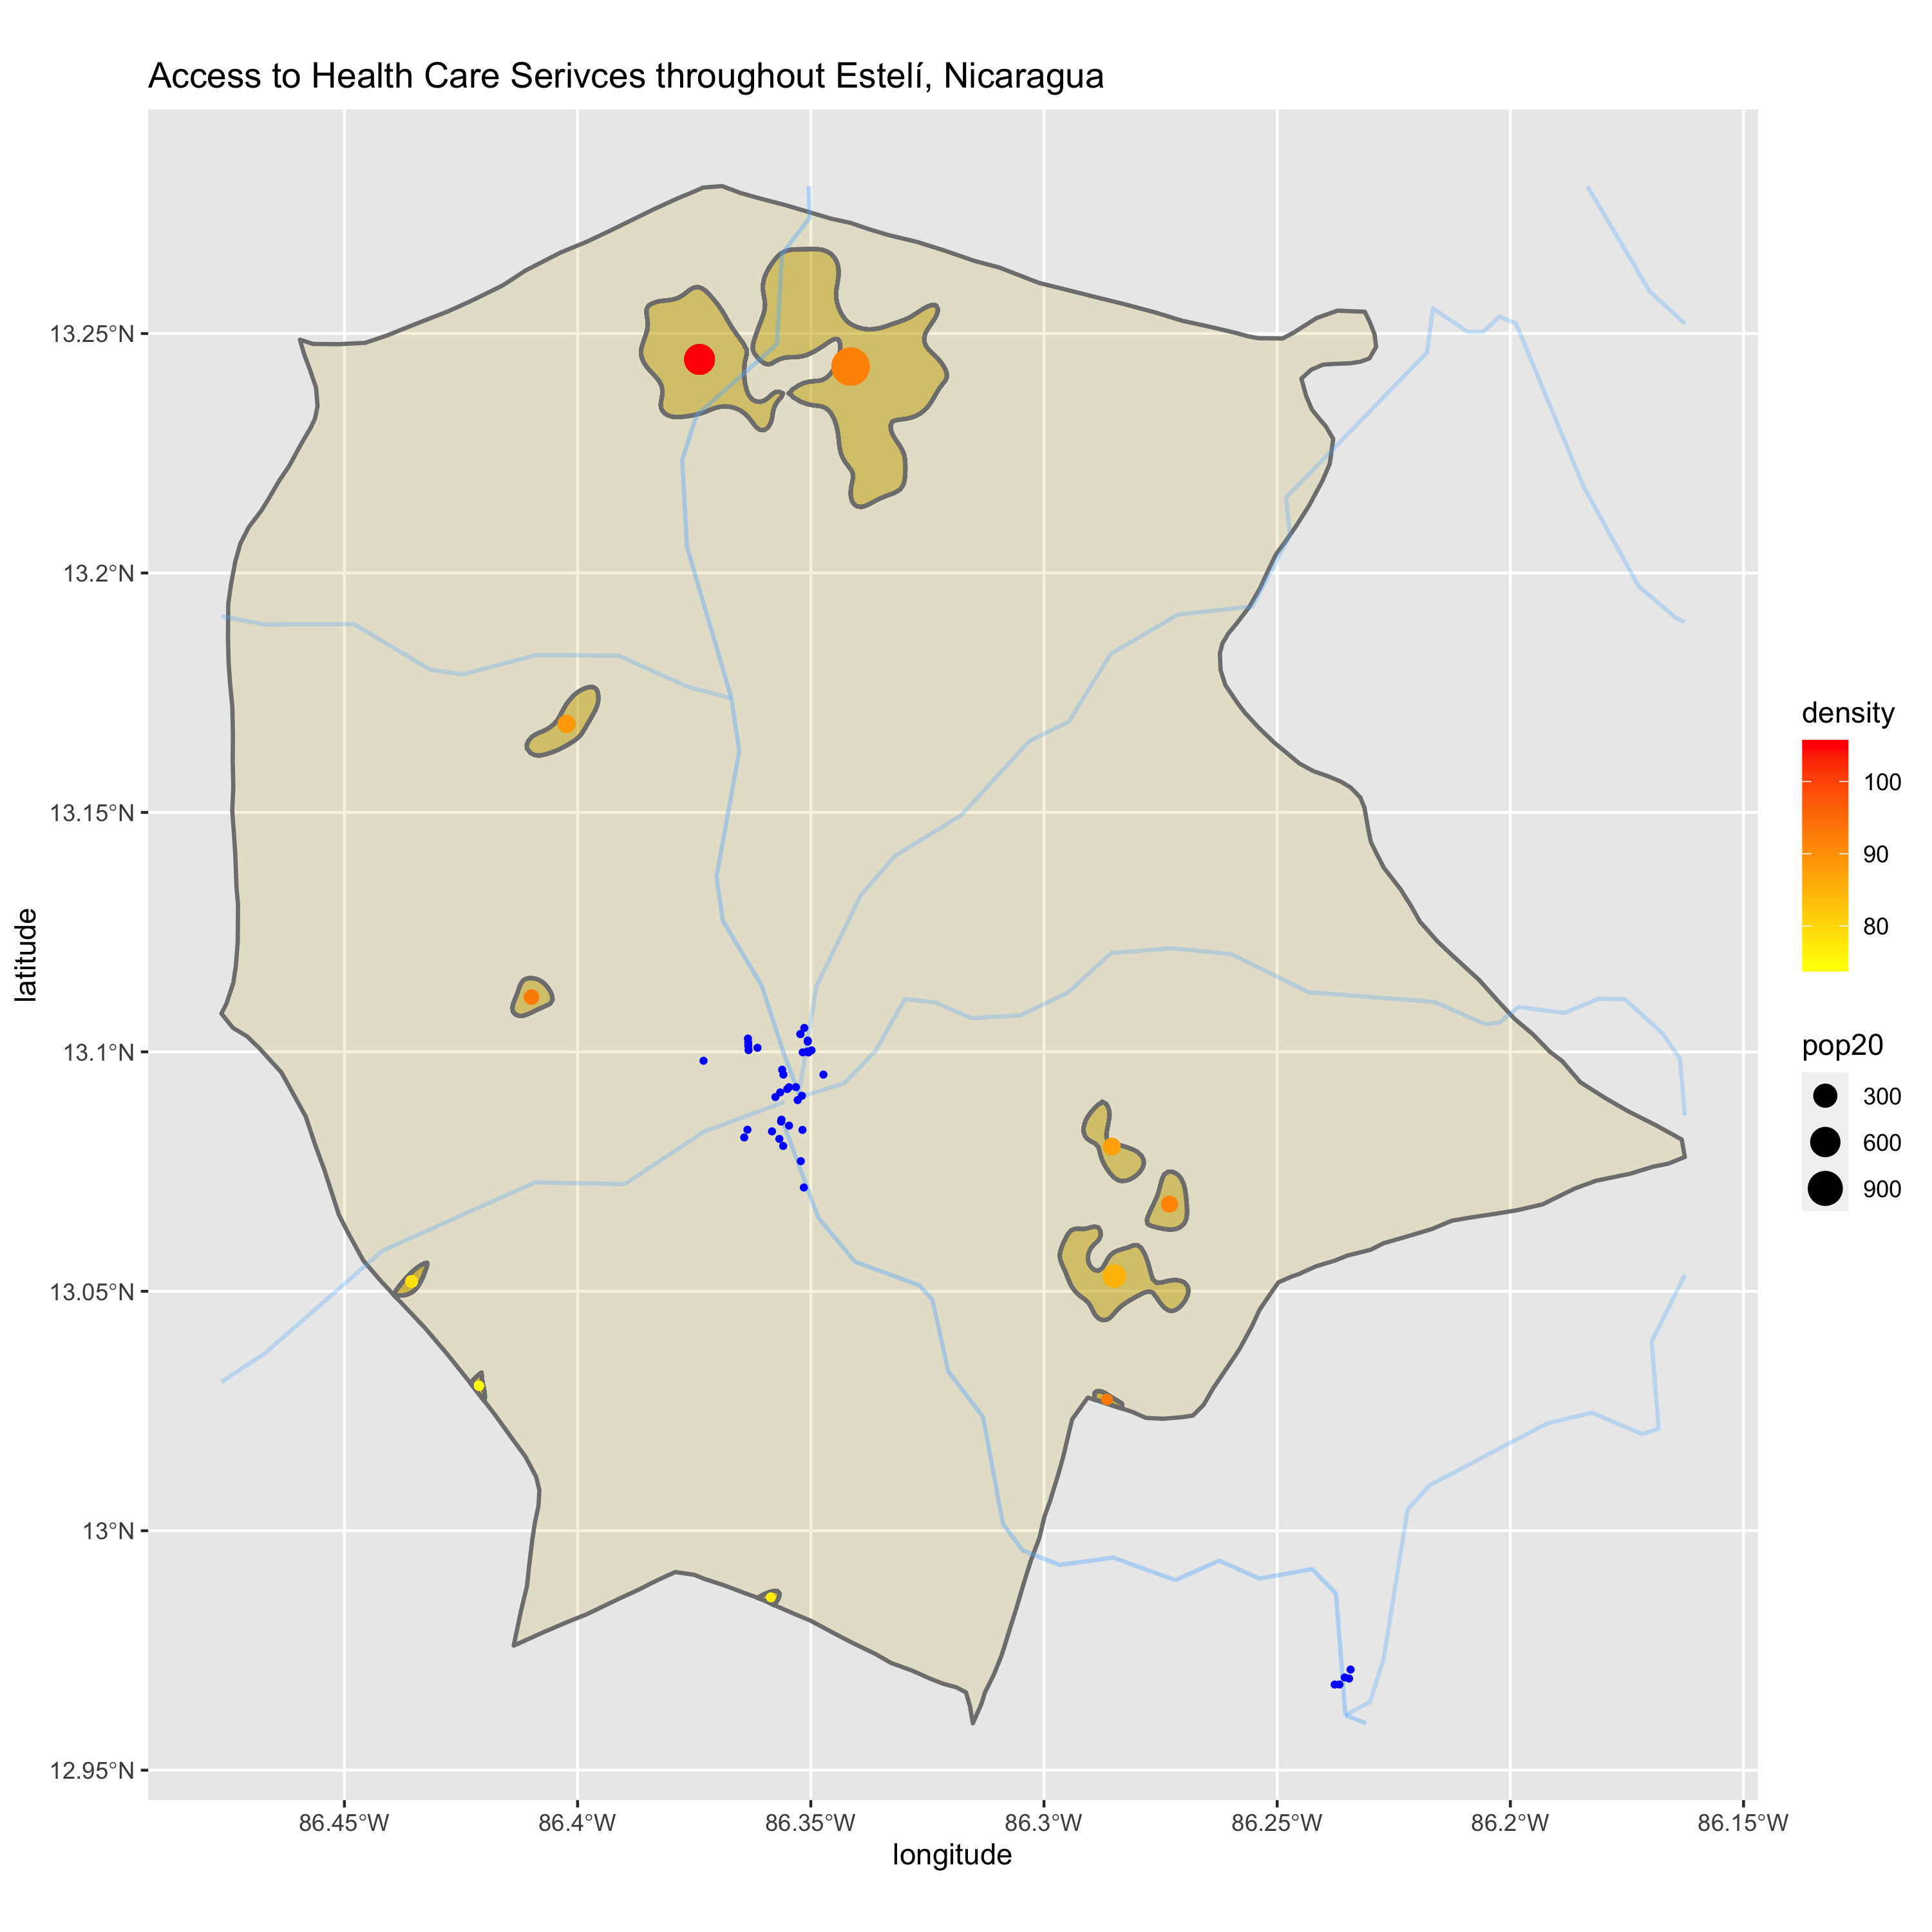 Access to Health Care Serivces throughout Estelí, Nicaragua
13.25°N
13.2°N
13.15°N
13.1°N
13.05°N
13°N
12.95°N
latitude
86.45°W
86.4°W
86.35°W
86.3°W
86.25°W
86.2°W
86.15°W
longitude
density
100
90
80
pop20
300
600
900